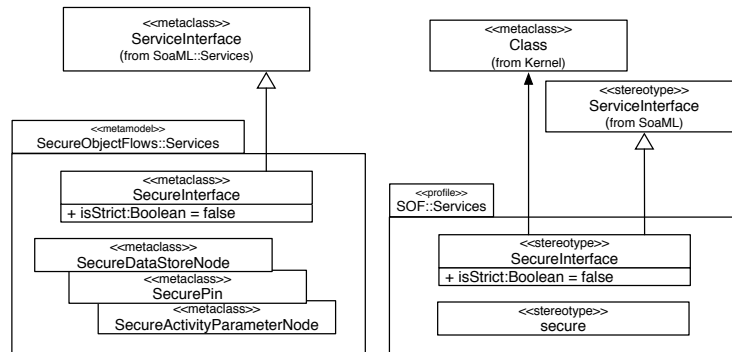 <<metaclass>>
ServiceInterface
(from SoaML::Services)
<<metamodel>>
SecureObjectFlows::Services
<<metaclass>>
SecureInterface
+ isStrict:Boolean = false
<<metaclass>>
SecureDataStoreNode
<<metaclass>>
SecurePin
<<metaclass>>
SecureActivityParameterNode
<<metaclass>>
Class
(from Kernel)
<<stereotype>>
ServiceInterface
(from SoaML)
<<profile>>
SOF::Services
<<stereotype>>
SecureInterface
+ isStrict:Boolean = false
<<stereotype>>
secure